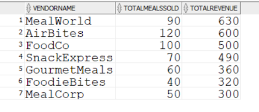 VENDORNAME TOTALMEALSSOLD TOTALREVENUE
1 MealWorld 90 630
2 AirBites 120 600
3 FoodCo 100 500
4 SnackExpress 70 490
5 GourmetMeals 60 360
6 FoodieBites 40 320
7 MealCorp 50 300